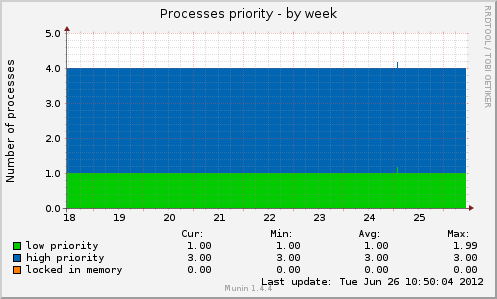 Processes priority - by week
RRDTOOL / TOBI OETIKER
Number of processes
5.0
4.0
3.0
2.0
1.0
0.0
18 19 20 21 22 23 24 25
Cur: Min: Avg: Max:
low priority 1.00 1.00 1.00 1.99
high priority 3.00 3.00 3.00 3.00
locked in memory 0.00 0.00 0.00 0.00
Last update: Tue Jun 26 10:50:04 2012
Munin 1.4.4